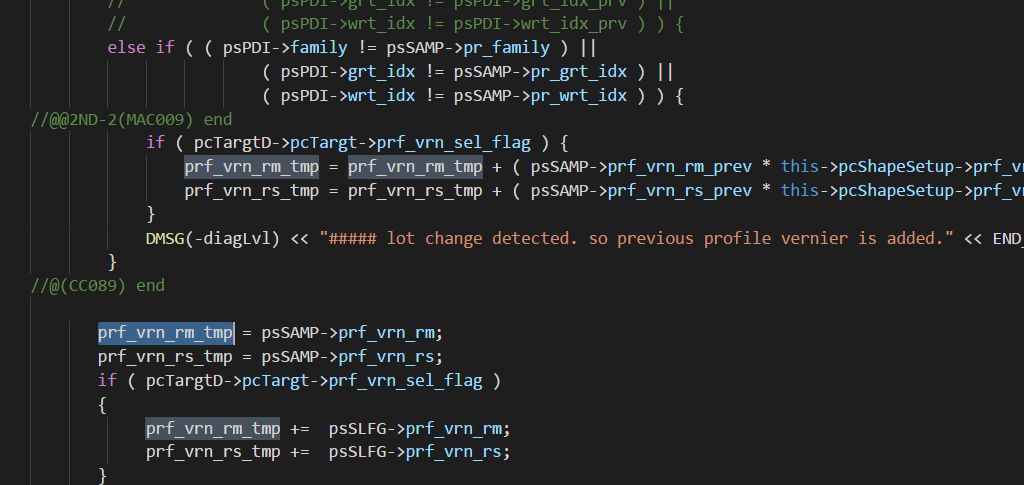 // ( psPDI->grt_idx != psPDI->grt_idx_prv ) ||
// ( psPDI->wrt_idx != psPDI->wrt_idx_prv ) ) {
else if ( ( psPDI->family != psSAMP->pr_family ) ||
( psPDI->grt_idx != psSAMP->pr_grt_idx ) ||
( psPDI->wrt_idx != psSAMP->pr_wrt_idx ) ) {
//@@2ND-2(MAC009) end
if ( pcTargtD->pcTargt->prf_vrn_sel_flag ) {
prf_vrn_rm_tmp = prf_vrn_rm_tmp + ( psSAMP->prf_vrn_rm_prev * this->pcShapeSetup->prf_v
prf_vrn_rs_tmp = prf_vrn_rs_tmp + ( psSAMP->prf_vrn_rs_prev * this->pcShapeSetup->prf_v
}
DMSG(-diagLvl) << "##### lot change detected. so previous profile vernier is added." << END_
}
//@(CC089) end
prf_vrn_rm_tmp = psSAMP->prf_vrn_rm;
prf_vrn_rs_tmp = psSAMP->prf_vrn_rs;
if ( pcTargtD->pcTargt->prf_vrn_sel_flag )
{
prf_vrn_rm_tmp += psSLFG->prf_vrn_rm;
prf_vrn_rs_tmp += psSLFG->prf_vrn_rs;
}